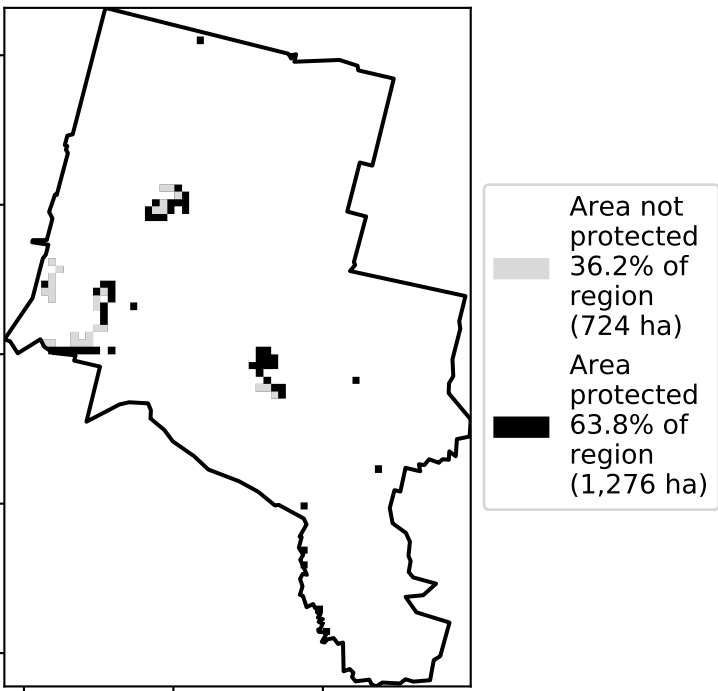 Area not
protected
36.2% of
region
(724 ha)
Area
protected
63.8% of
region
(1,276 ha)